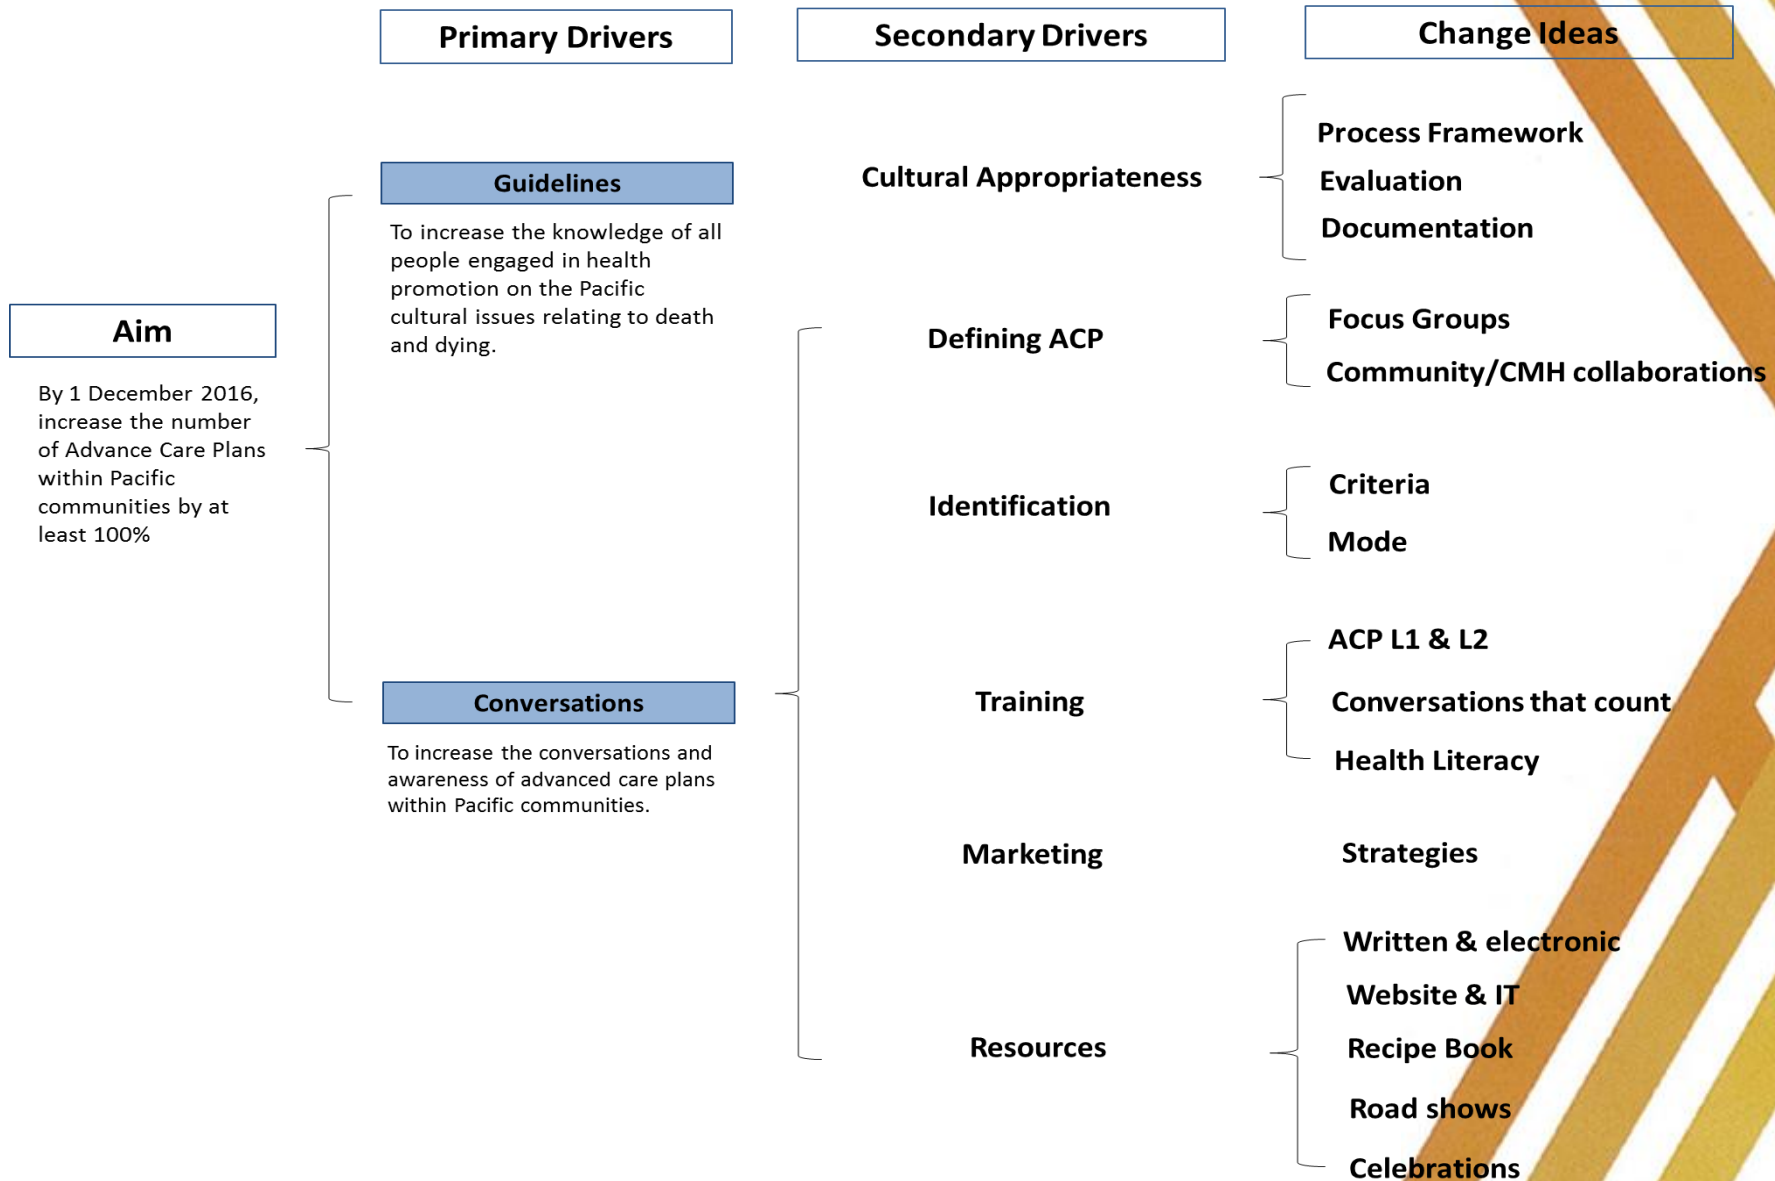 Primary Drivers
Secondary Drivers
Change Ideas
Aim
By 1 December 2016,
increase the number
of Advance Care Plans
within Pacific
communities by at
least 100%
Guidelines
To increase the knowledge of all
people engaged in health
promotion on the Pacific
cultural issues relating to death
and dying.
Conversations
To increase the conversations and
awareness of advanced care plans
within Pacific communities.
Cultural Appropriateness
Process Framework
Evaluation
Documentation
Defining ACP
Focus Groups
Community/CMH collaborations
Identification
Criteria
Mode
Training
ACP L1 & L2
Conversations that count
Health Literacy
Marketing
Strategies
Resources
Written & electronic
Website & IT
Recipe Book
Road shows
Celebrations